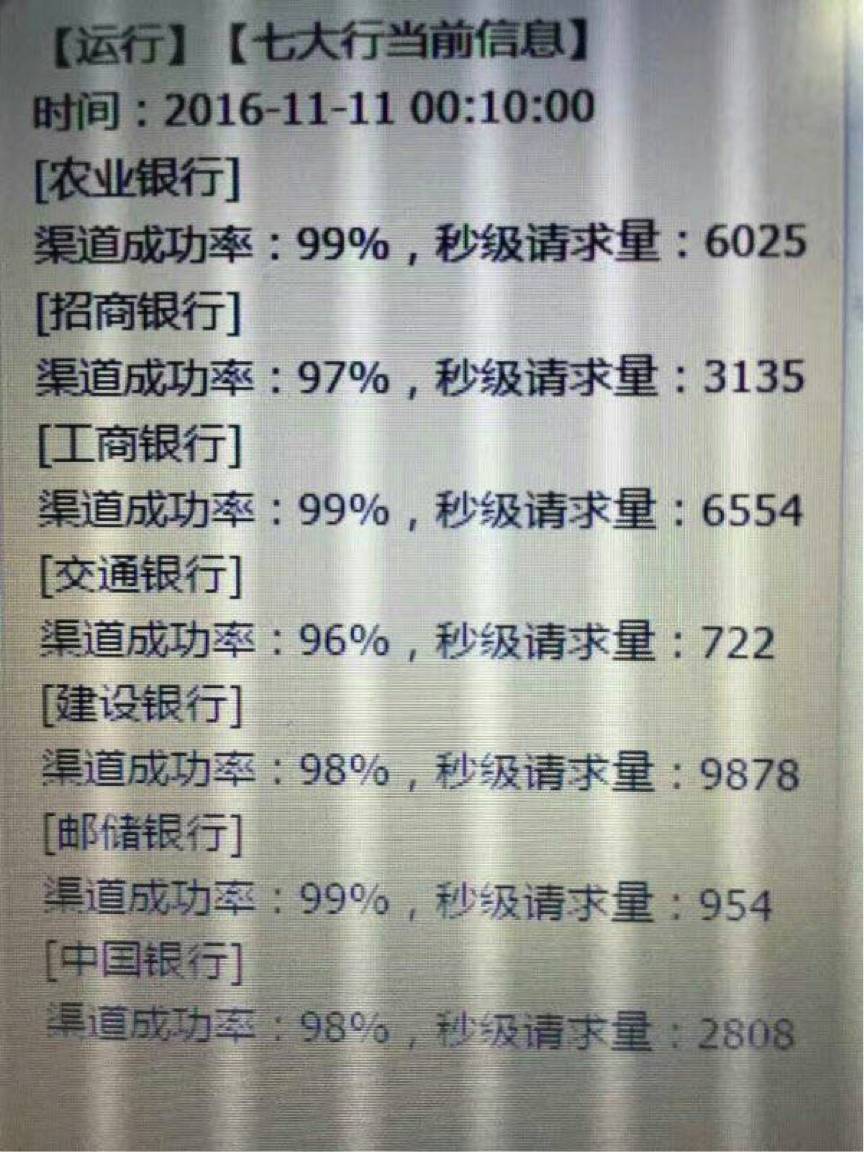 【运行】【七大行当前信息】
时间：2016-11-11 00:10:00
[农业银行]
渠道成功率：99%，秒级请求量：6025
[招商银行]
渠道成功率：97%，秒级请求量：3135
[工商银行]
渠道成功率：99%，秒级请求量：6554
[交通银行]
渠道成功率：96%，秒级请求量：722
[建设银行]
渠道成功率：98%，秒级请求量：9878
[邮储银行]
渠道成功率：99%，秒级请求量：954
[中国银行]
渠道成功率：98%，秒级请求量：2808